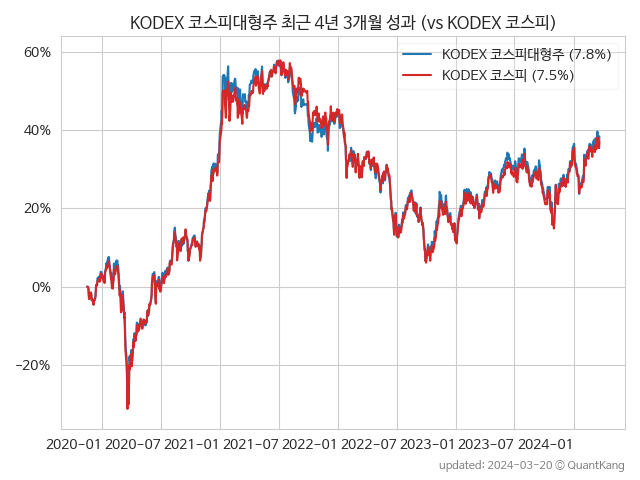 KODEX 코스피대형주 최근 4년 3개월 성과 (vs KODEX 코스피)
KODEX 코스피대형주 (7.8%)
KODEX 코스피 (7.5%)
60%
40%
20%
0%
−20%
2020-01 2020-07 2021-01 2021-07 2022-01 2022-07 2023-01 2023-07 2024-01
updated: 2024-03-20 © QuantKang